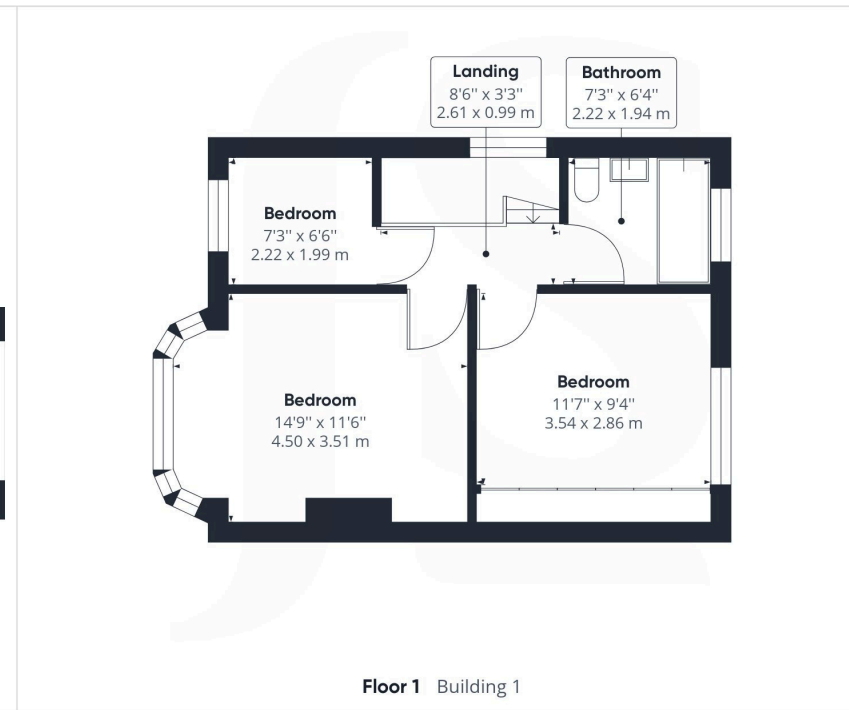 Landing
8'6" x 3'3"
2.61 x 0.99 m
Bathroom
7'3" x 6'4"
2.22 x 1.94 m
Bedroom
7'3" x 6'6"
2.22 x 1.99 m
Bedroom
14'9" x 11'6"
4.50 x 3.51 m
Bedroom
11'7" x 9'4"
3.54 x 2.86 m
Floor 1 Building 1